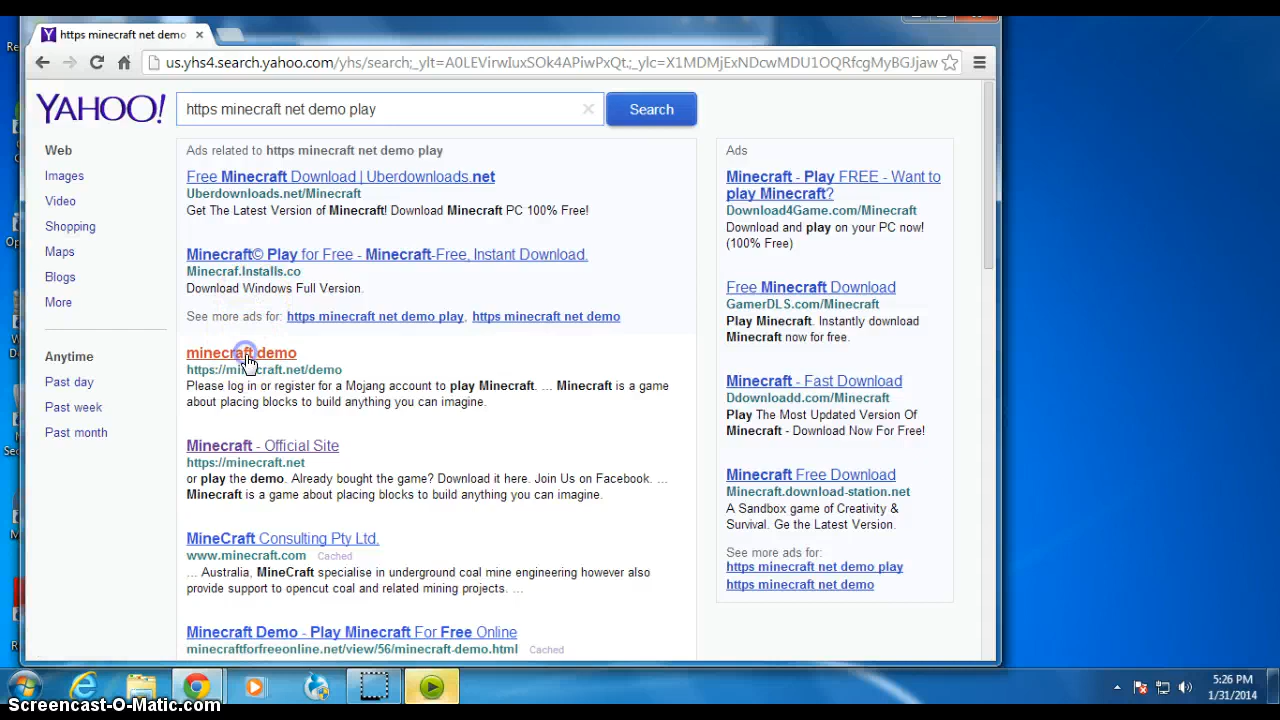 https minecraft net demo
us.yhs4.search.yahoo.com/yhs/search;_ylt=A0LEVirwIuxSOk4APiwPxQt;_ylc=X1MDMjExNDcwMDU1OQRfcgMyBGJjaw
YAHOO!
https minecraft net demo play
Search
Web
Images
Video
Shopping
Maps
Blogs
More
Anytime
Past day
Past week
Past month
Ads related to https minecraft net demo play
Free Minecraft Download | Uberdownloads.net
Uberdownloads.net/Minecraft
Get The Latest Version of Minecraft! Download Minecraft PC 100% Free!
Minecraft© Play for Free - Minecraft-Free, Instant Download.
Minecraf.Installs.co
Download Windows Full Version.
See more ads for: https minecraft net demo play, https minecraft net demo
minecraft demo
https://minecraft.net/demo
Please log in or register for a Mojang account to play Minecraft. ... Minecraft is a game
about placing blocks to build anything you can imagine.
Minecraft - Official Site
https://minecraft.net
or play the demo. Already bought the game? Download it here. Join Us on Facebook. ...
Minecraft is a game about placing blocks to build anything you can imagine.
MineCraft Consulting Pty Ltd.
www.minecraft.com Cached
... Australia, MineCraft specialise in underground coal mine engineering however also
provide support to opencut coal and related mining projects. ...
Minecraft Demo - Play Minecraft For Free Online
minecraftforfreeonline.net/view/56/minecraft-demo.html Cached
Ads
Minecraft - Play FREE - Want to
play Minecraft?
Download4Game.com/Minecraft
Download and play on your PC now!
(100% Free)
Free Minecraft Download
GamerDLS.com/Minecraft
Play Minecraft. Instantly download
Minecraft now for free.
Minecraft - Fast Download
Ddownloadd.com/Minecraft
Play The Most Updated Version Of
Minecraft - Download Now For Free!
Minecraft Free Download
Minecraft.download-station.net
A Sandbox game of Creativity &
Survival. Ge the Latest Version.
See more ads for:
https minecraft net demo play
https minecraft net demo
5:26 PM
1/31/2014
Screencast-O-Matic.com